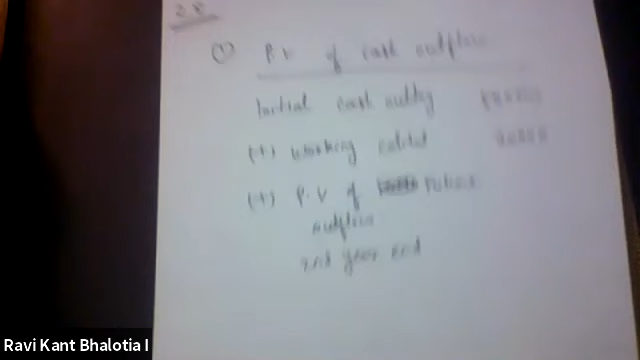 P.V of cash outflow
Initial cash outlay
(+) Working capital
(+) P.V of future
outflow
2nd year end
Ravi Kant Bhalotia I